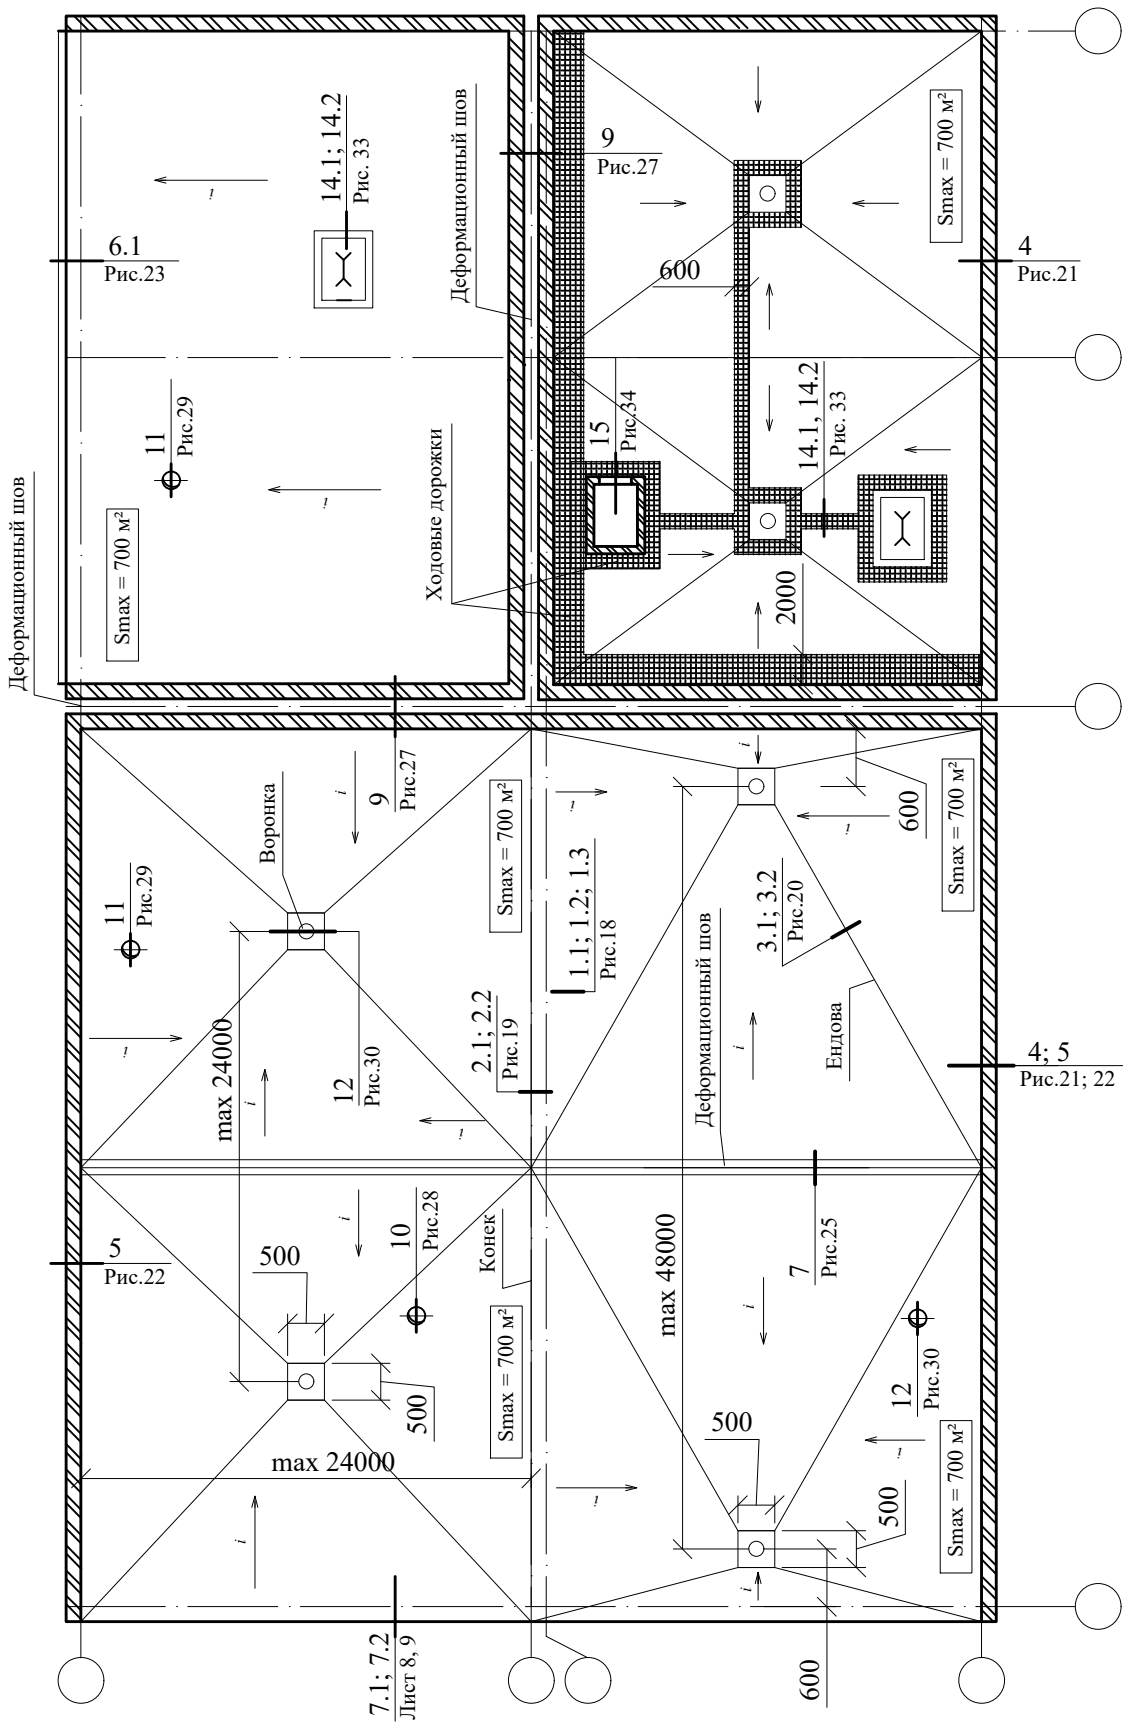 Деформационный шов
6.1
Рис.23
i
14.1; 14.2
Рис. 33
11
Рис.29
i
Smax = 700 м²
Деформационный шов
Ходовые дорожки
9
Рис.27
Smax = 700 м²
4
Рис.21
600
15
Рис.34
14.1, 14.2
Рис. 33
2000
9
Рис.27
i
Воронка
11
Рис.29
Smax = 700 м²
i
i
600
i
Smax = 700 м²
1.1; 1.2; 1.3
Рис.18
3.1; 3.2
Рис.20
Деформационный шов
Ендова
2.1; 2.2
Рис.19
i
max 24000
i
12
Рис.30
i
i
4; 5
Рис.21; 22
5
Рис.22
i
500
10
Рис.28
Конек
max 48000
7
Рис.25
i
12
Рис.30
Smax = 700 м²
500
max 24000
i
500
i
500
Smax = 700 м²
i
i
7.1; 7.2
Лист 8, 9
600